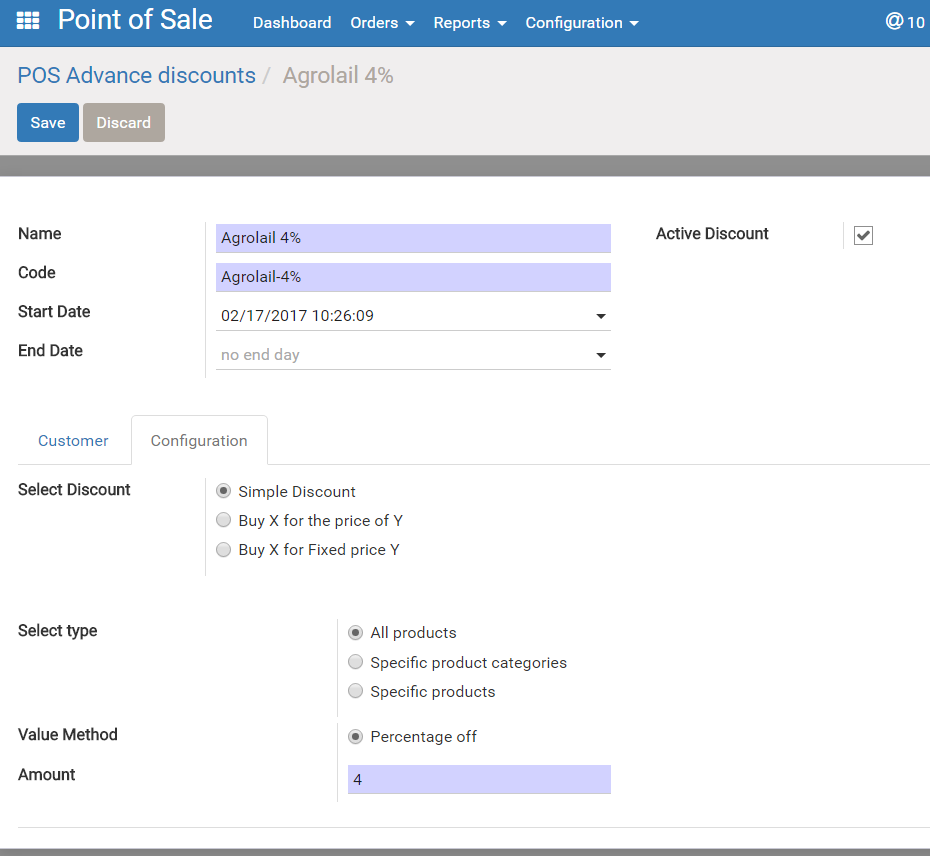 Point of Sale Dashboard Orders Reports Configuration @ 10
POS Advance discounts / Agrolail 4%
Save Discard
Name Agrolail 4% Active Discount
Code Agrolail-4%
Start Date 02/17/2017 10:26:09
End Date no end day
Customer Configuration
Select Discount Simple Discount
Buy X for the price of Y
Buy X for Fixed price Y
Select type All products
Specific product categories
Specific products
Value Method Percentage off
Amount 4